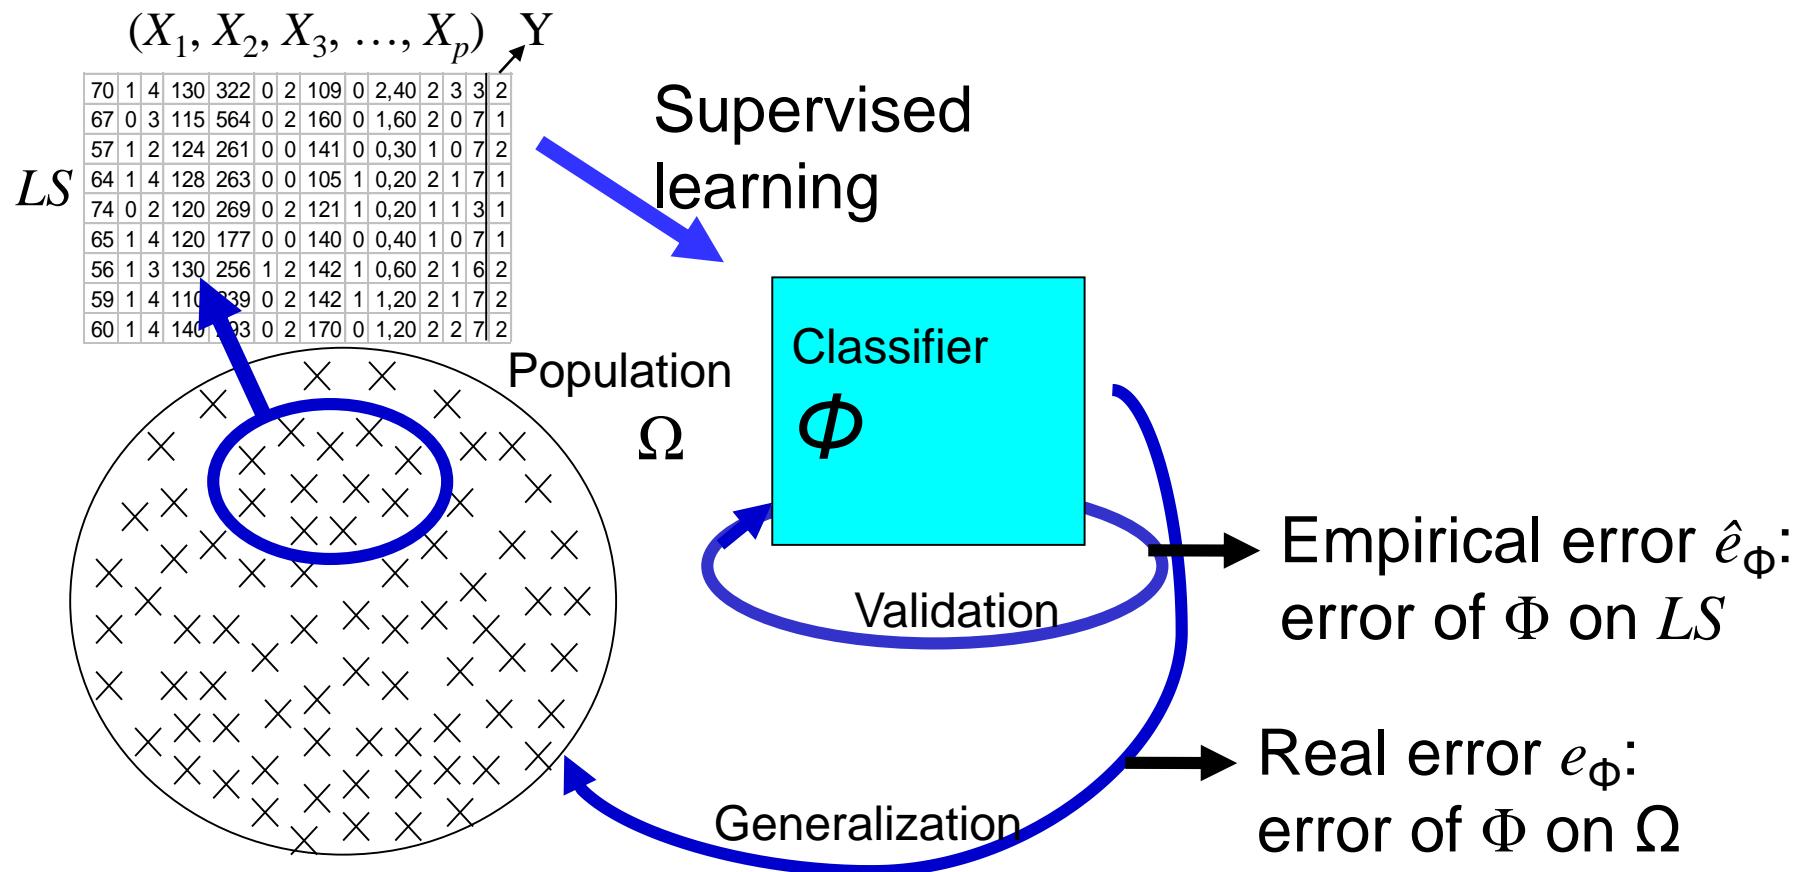 (X1, X2, X3, …, Xp) Y
70 1 4 130 322 0 2 109 0 2,40 2 3 3 2
67 0 3 115 564 0 2 160 0 1,60 2 0 7 1
57 1 2 124 261 0 0 141 0 0,30 1 0 7 2
64 1 4 128 263 0 0 105 1 0,20 2 1 7 1
74 0 2 120 269 0 2 121 1 0,20 1 1 3 1
65 1 4 120 177 0 0 140 0 0,40 1 0 7 1
56 1 3 130 256 1 2 142 1 0,60 2 1 6 2
59 1 4 110 239 0 2 142 1 1,20 2 1 7 2
60 1 4 140 293 0 2 170 0 1,20 2 2 7 2
LS
Supervised
learning
Population
Ω
Classifier
Φ
Validation
Empirical error êΦ:
error of Φ on LS
Generalization
Real error eΦ:
error of Φ on Ω